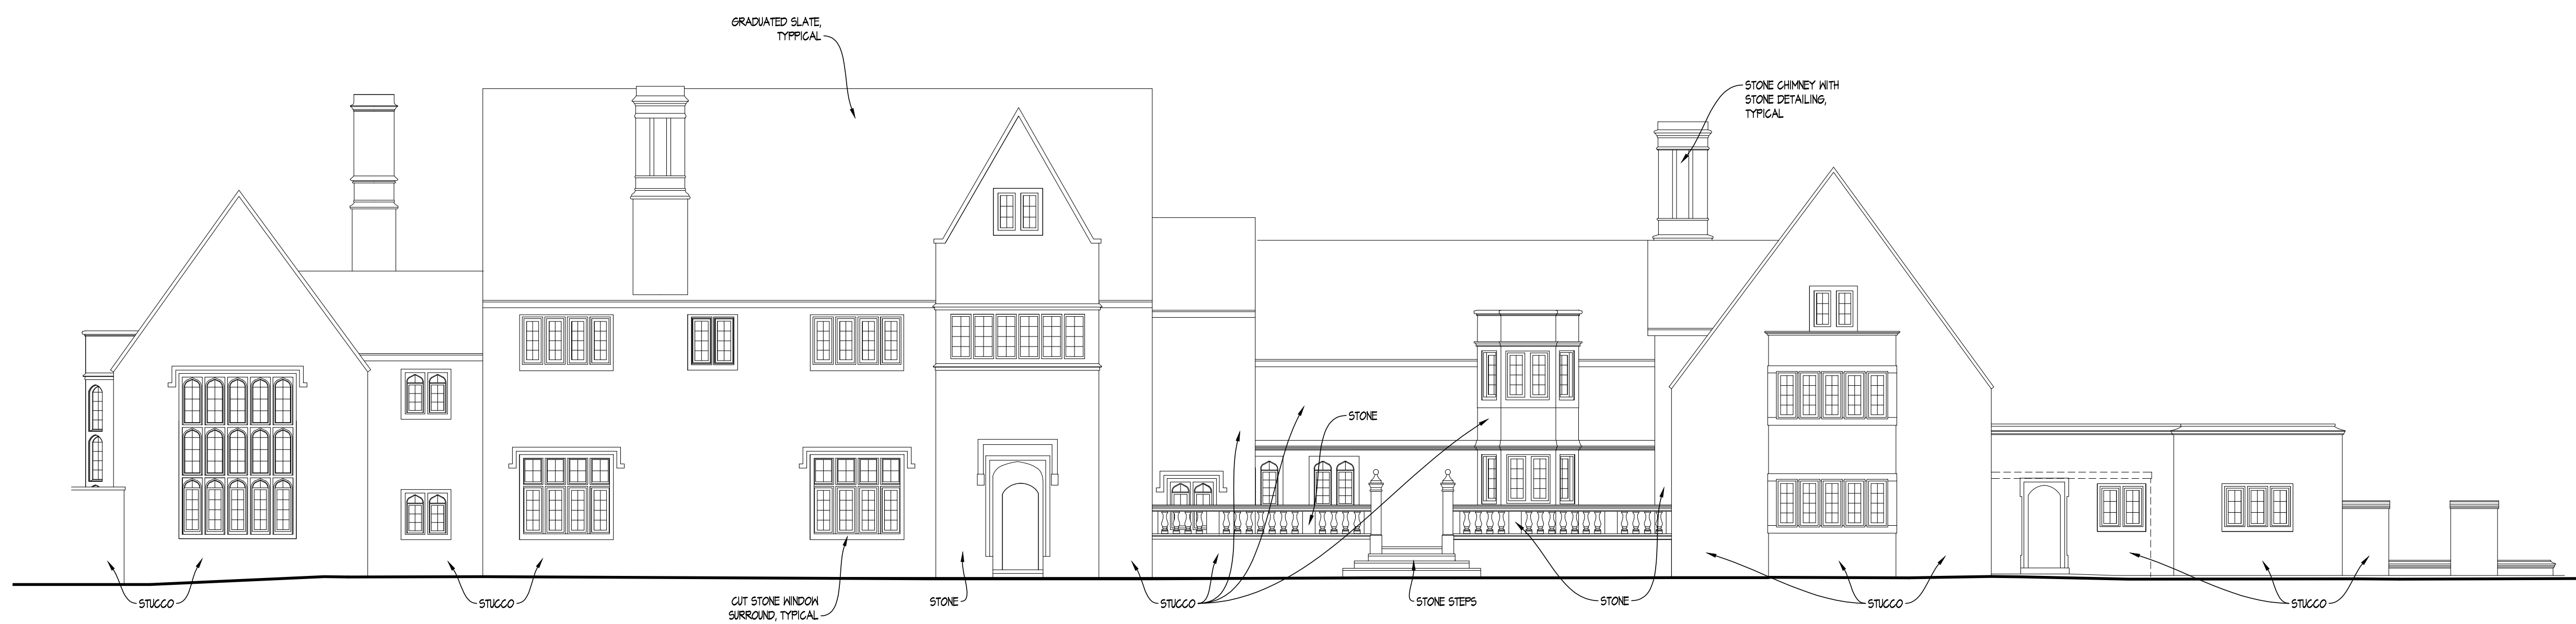 GRADUATED SLATE,
TYPPICAL
STONE CHIMNEY WITH
STONE DETAILING,
TYPICAL
STONE
STUCCO
STUCCO
CUT STONE WINDOW
SURROUND, TYPICAL
STONE
STUCCO
STONE STEPS
STONE
STUCCO
STUCCO